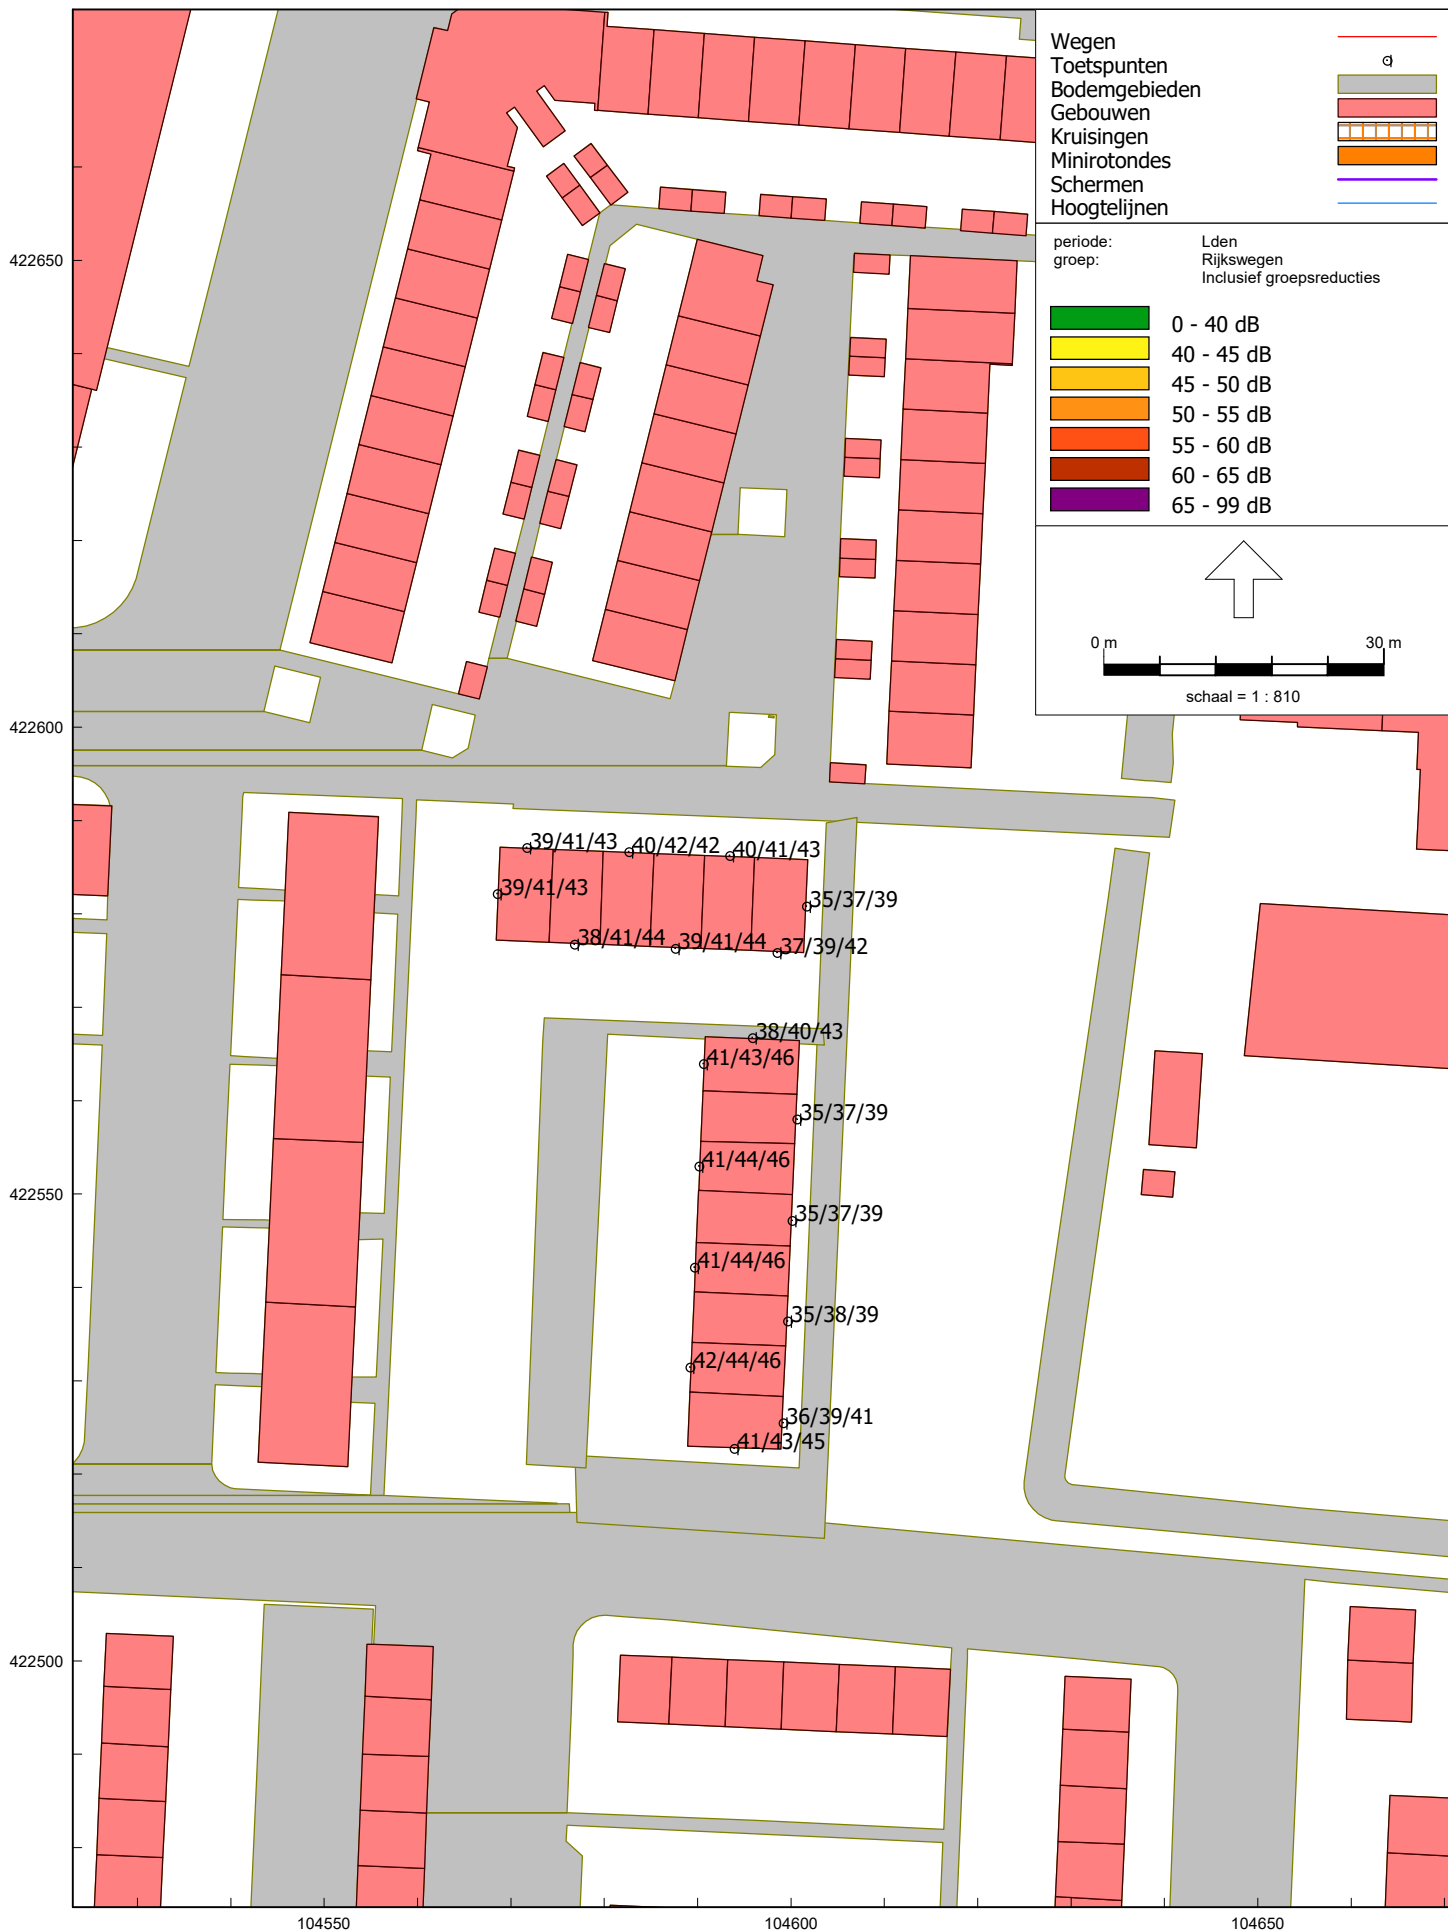 Wegen
Toetspunten
Bodemgebieden
Gebouwen
Kruisingen
Minirotondes
Schermen
Hoogtelijnen
periode: Lden
groep: Rijkswegen
Inclusief groepsreducties
0 - 40 dB
40 - 45 dB
45 - 50 dB
50 - 55 dB
55 - 60 dB
60 - 65 dB
65 - 99 dB
0 m 30 m
schaal = 1 : 810
422650
422600
39/41/43 40/42/42 40/41/43
39/41/43 35/37/39
38/41/44 39/41/44 37/39/42
38/40/43
41/43/46
35/37/39
41/44/46
422550
35/37/39
41/44/46
35/38/39
42/44/46
36/39/41
41/43/45
422500
104550 104600 104650